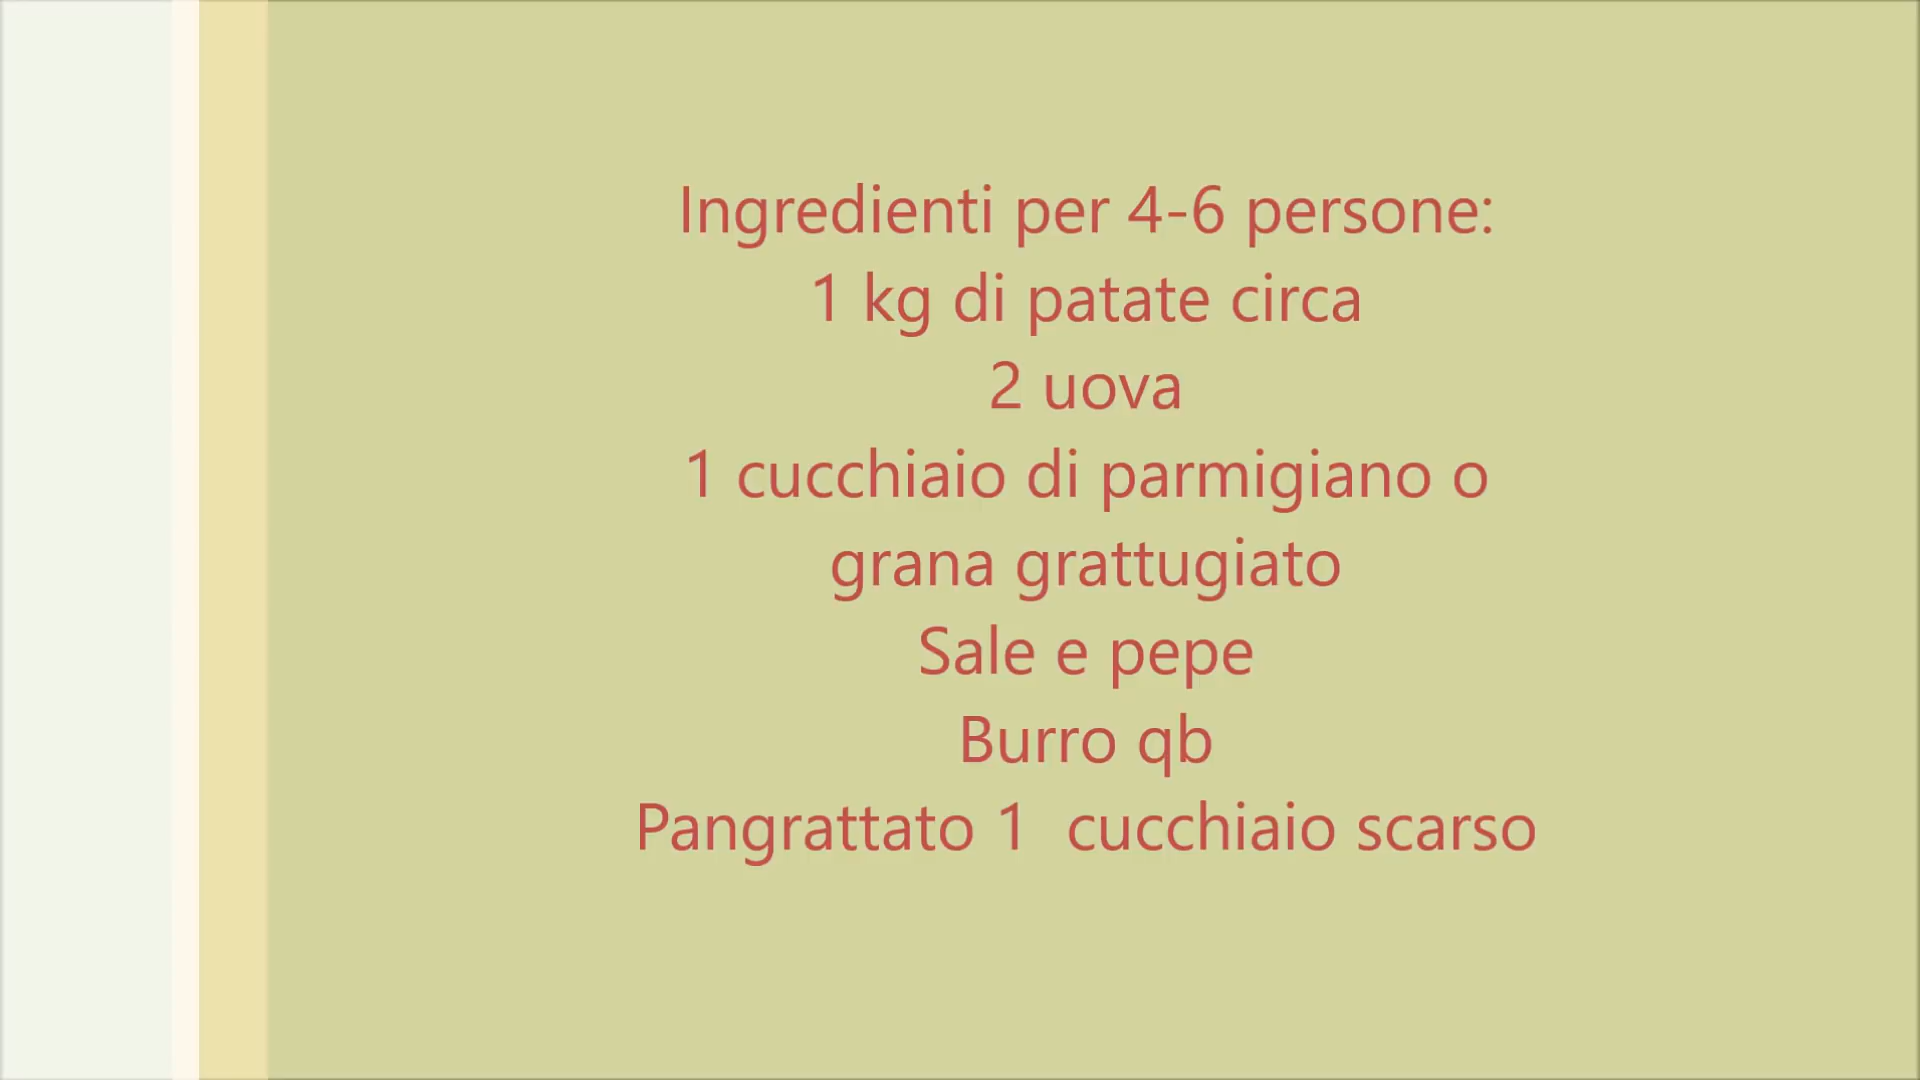 Ingredienti per 4-6 persone:
1 kg di patate circa
2 uova
1 cucchiaio di parmigiano o
grana grattugiato
Sale e pepe
Burro qb
Pangrattato 1  cucchiaio scarso